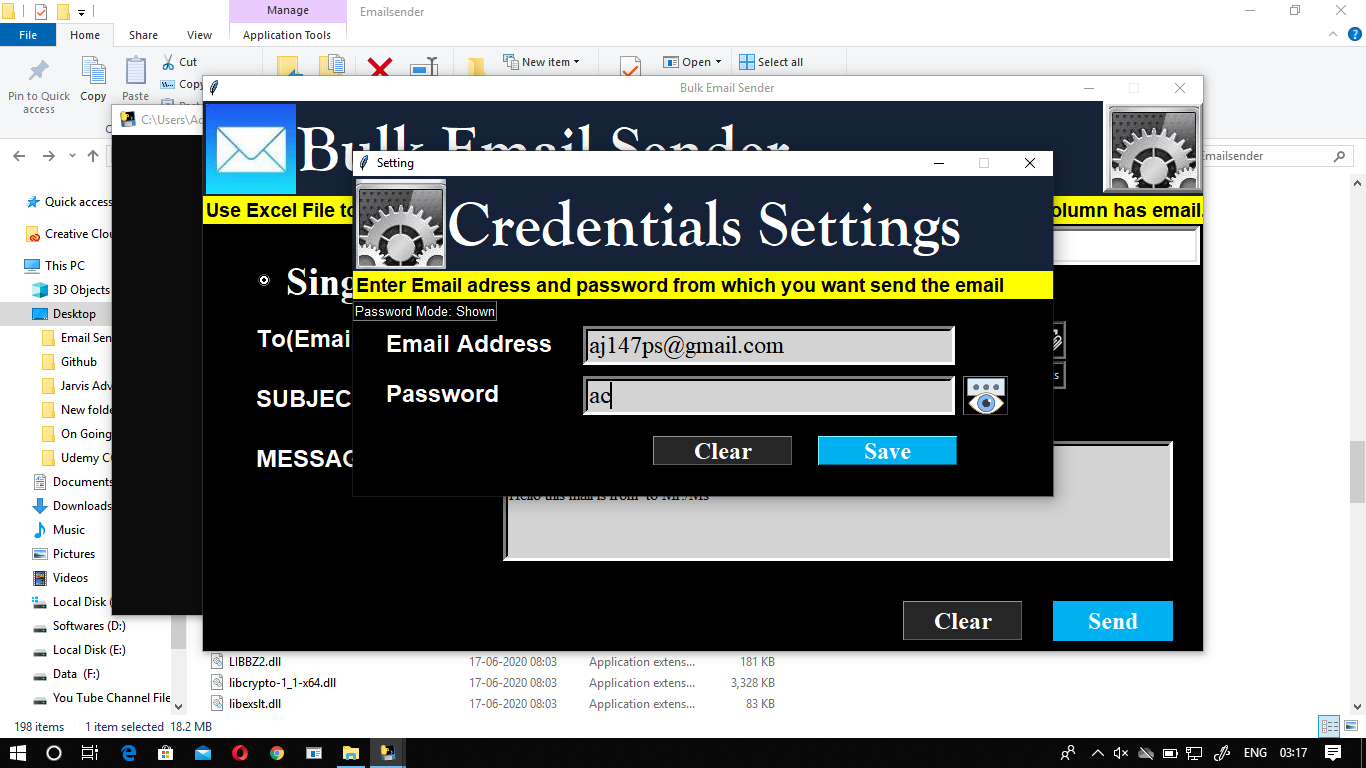 Manage
Emailsender
File
Home
Share
View
Application Tools
Cut
New item
Open
Select all
Pin to Quick access
Copy
Paste
Copy
Bulk Email Sender
C:\Users\Ad
Bulk Email Sender
Emailsender
Setting
Credentials Settings
Use Excel File to
olumn has email.
Enter Email adress and password from which you want send the email
Password Mode: Shown
Email Address
aj147ps@gmail.com
Password
ac
Clear
Save
Sing
To(Emai
SUBJEC
MESSAG
Hello this mail is from to Mr./Ms
Clear
Send
Quick access
Creative Clou
This PC
3D Objects
Desktop
Email Sen
Github
Jarvis Adv
New folde
On Going
Udemy CO
Documents
Downloads
Music
Pictures
Videos
Local Disk (
Softwares (D:)
Local Disk (E:)
Data (F:)
You Tube Channel File
LIBBZ2.dll 17-06-2020 08:03 Application extens... 181 KB
libcrypto-1_1-x64.dll 17-06-2020 08:03 Application extens... 3,328 KB
libexslt.dll 17-06-2020 08:03 Application extens... 83 KB
198 items 1 item selected 18.2 MB
ENG 03:17